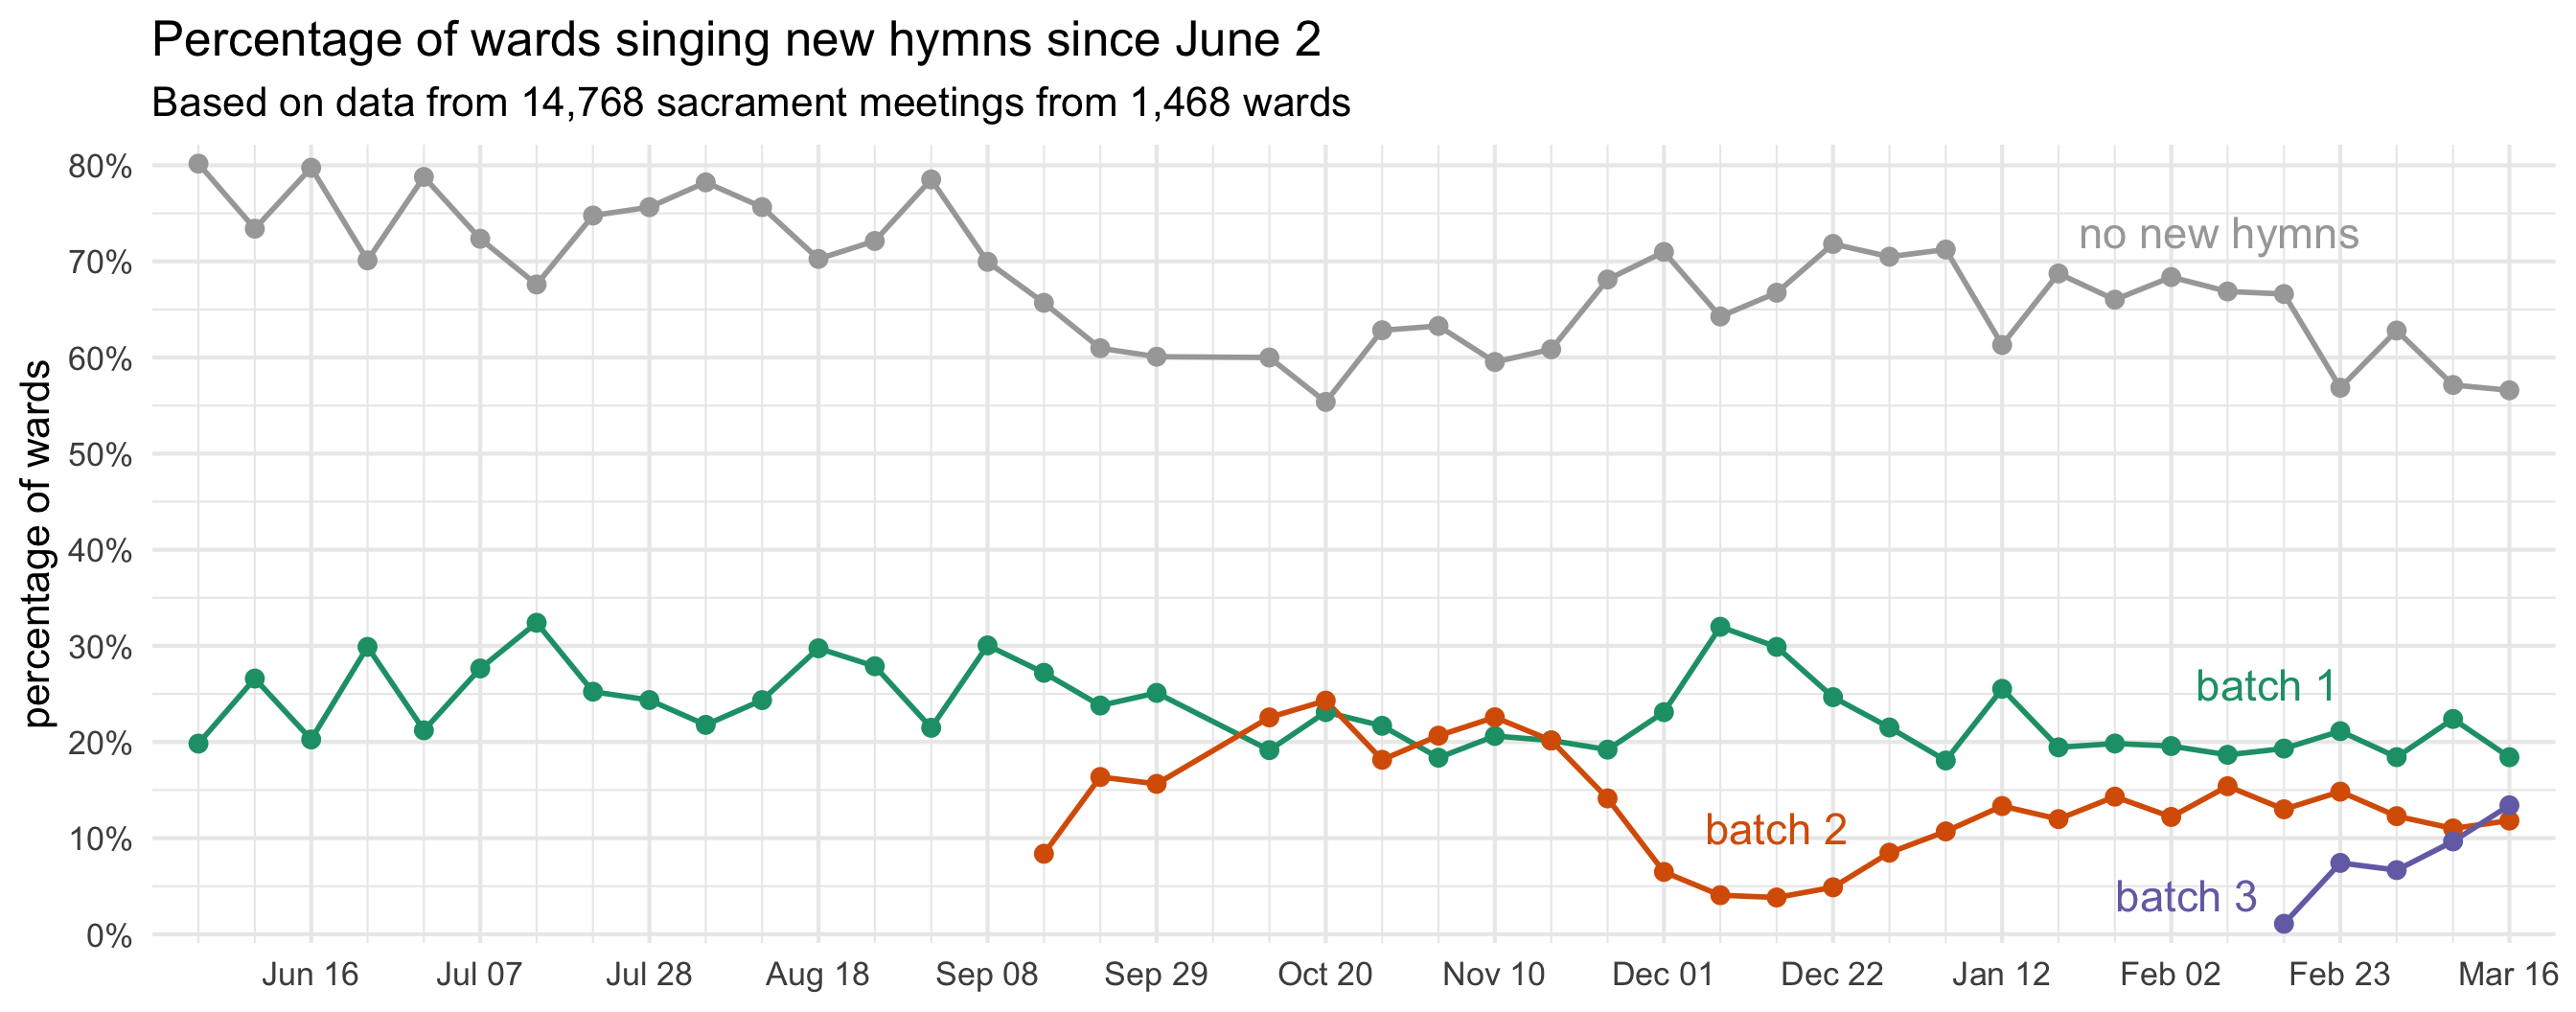 Percentage of wards singing new hymns since June 2
Based on data from 14,768 sacrament meetings from 1,468 wards
percentage of wards
80%
70%
60%
50%
40%
30%
20%
10%
0%
no new hymns
batch 1
batch 2
batch 3
Jun 16 Jul 07 Jul 28 Aug 18 Sep 08 Sep 29 Oct 20 Nov 10 Dec 01 Dec 22 Jan 12 Feb 02 Feb 23 Mar 16